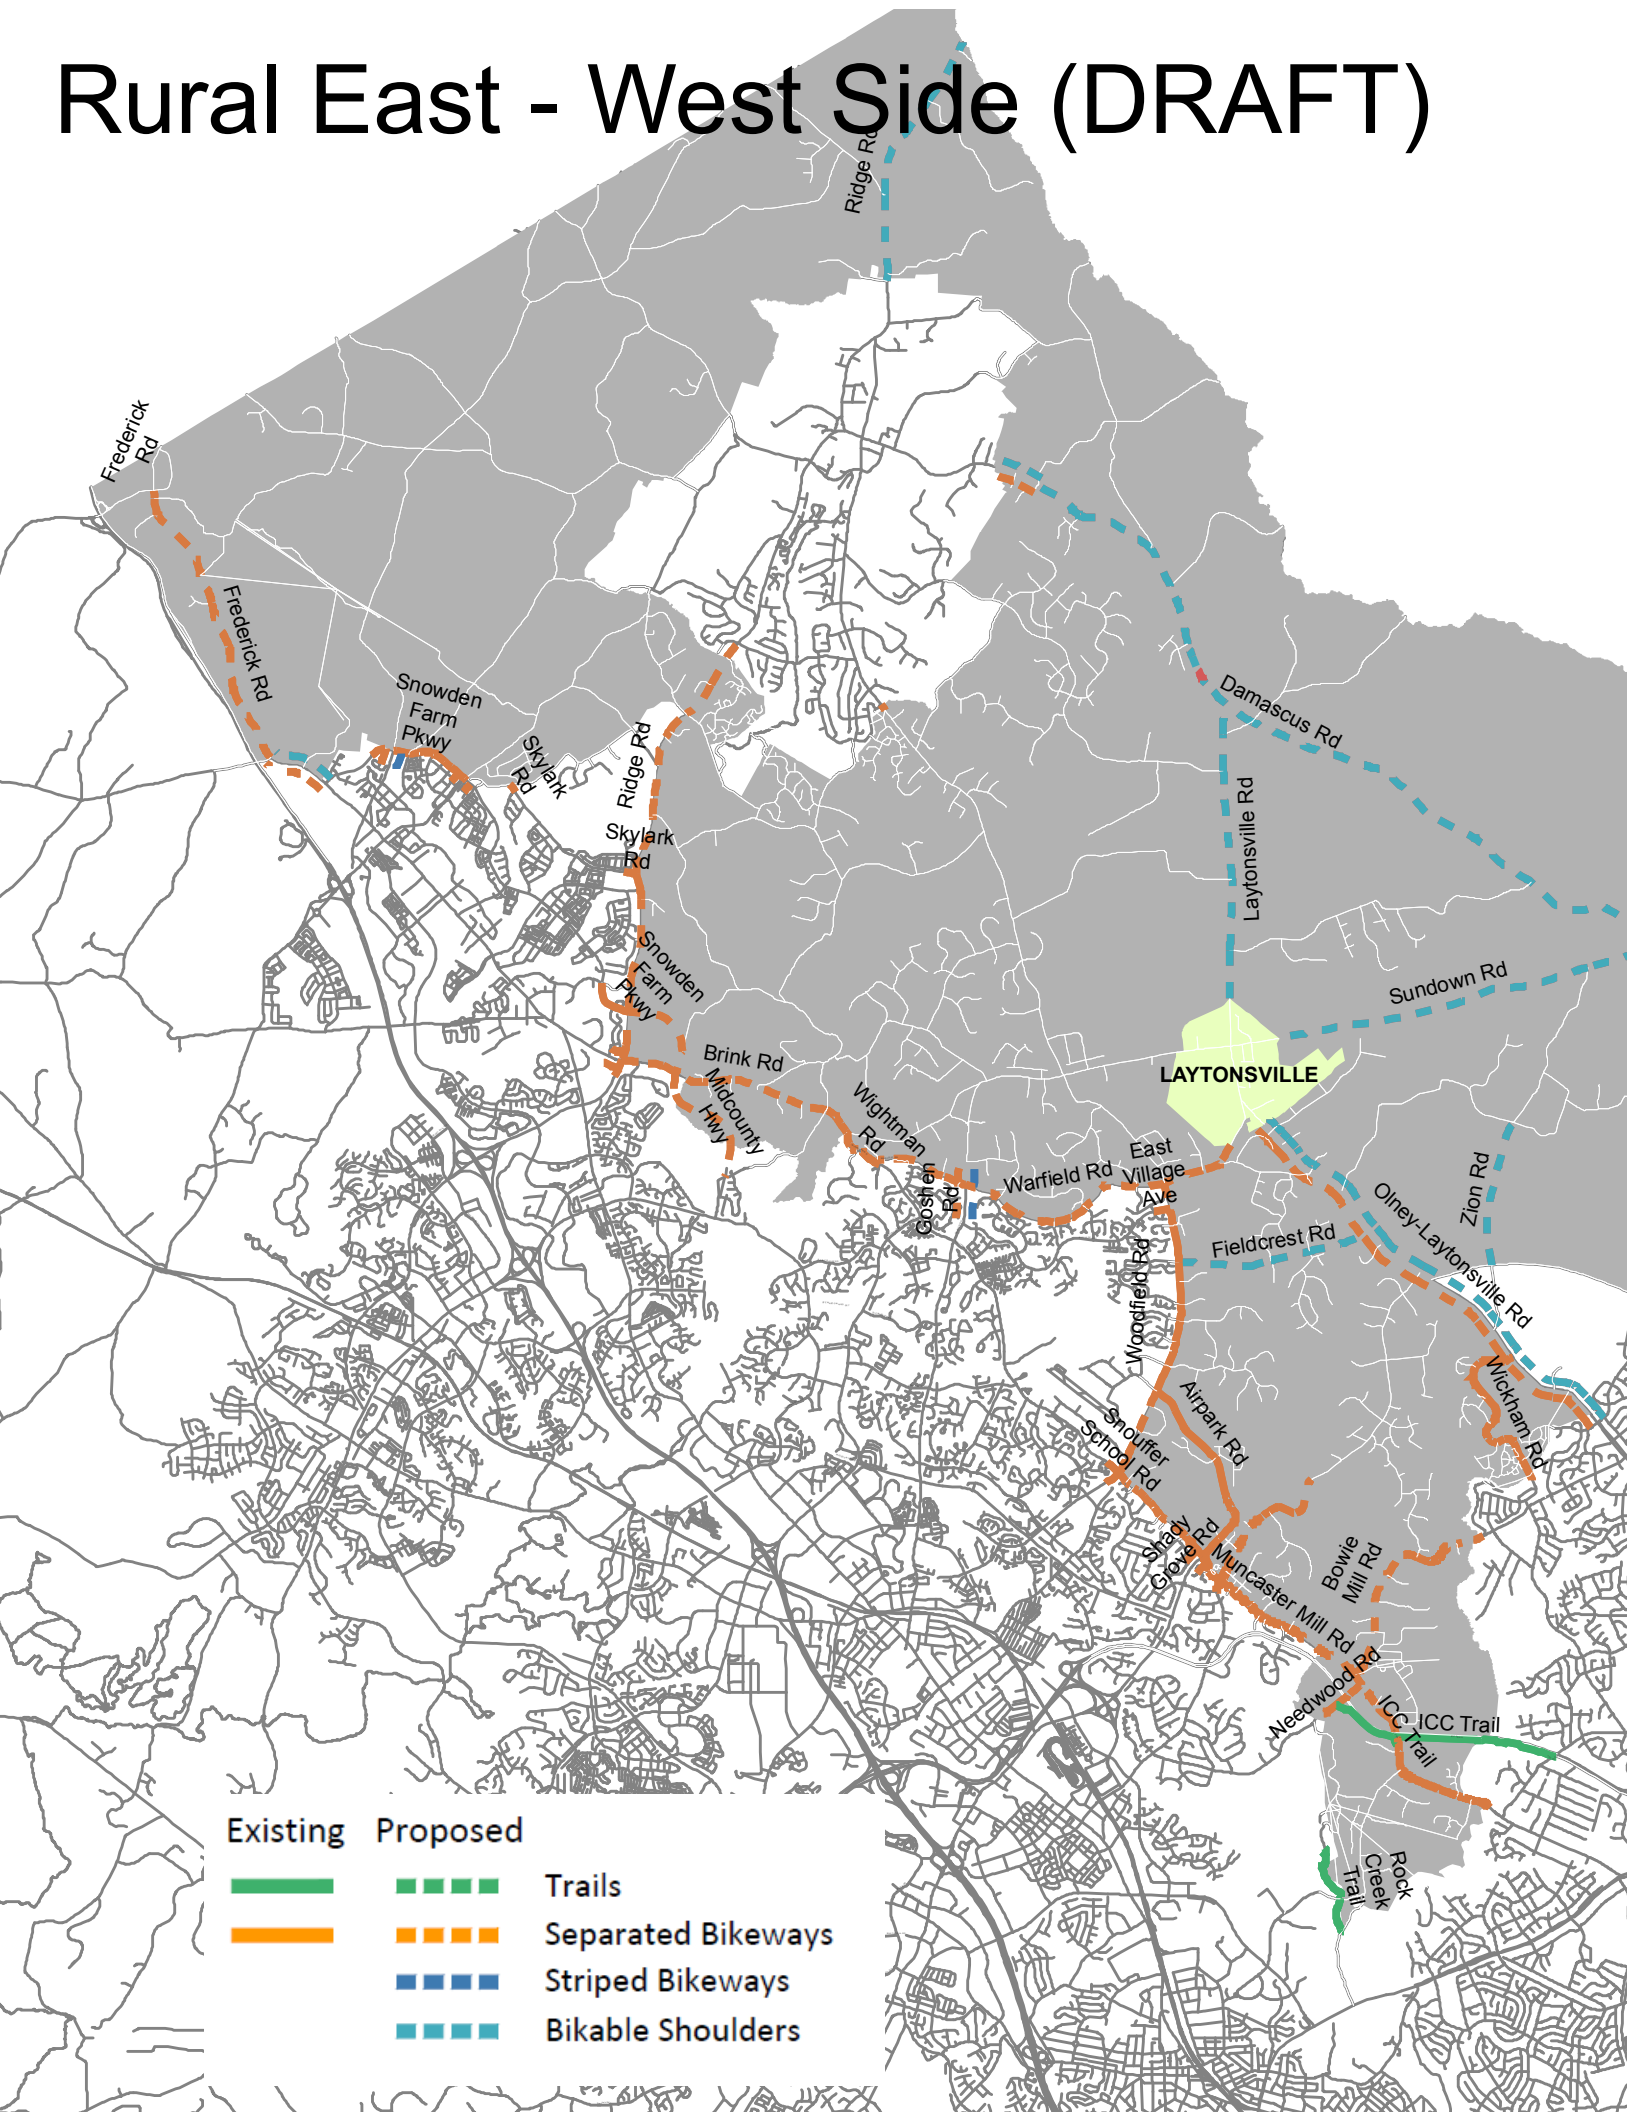 Rural East - West Side (DRAFT)
Ridge Rd
Frederick
Rd
Frederick Rd
Snowden
Farm
Pkwy
Skylark
Rd
Ridge Rd
Skylark
Rd
Damascus Rd
Laytonsville Rd
Snowden
Farm
Pkwy
Sundown Rd
Brink Rd
LAYTONSVILLE
Midcounty
Hwy
Wightman
Rd
Goshen
Rd
Warfield Rd
East
Village
Ave
Zion Rd
Olney-Laytonsville Rd
Fieldcrest Rd
Woodfield Rd
Wickham Rd
Airpark Rd
Snouffer
School Rd
Shady
Grove Rd
Muncaster Mill Rd
Bowie
Mill Rd
Needwood Rd
ICC Trail
ICC Trail
Rock
Creek
Trail
Existing Proposed
Trails
Separated Bikeways
Striped Bikeways
Bikable Shoulders